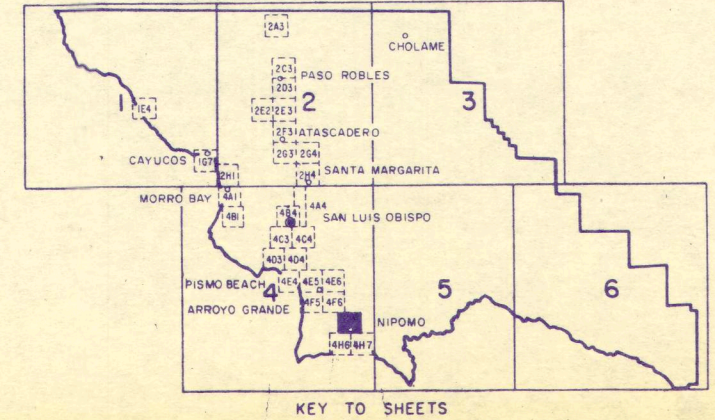 2A3
CHOLAME
2C3
PASO ROBLES
2D3
1
1E4
2E2 2E3
2
3
2F3 ATASCADERO
CAYUCOS
1G7
2G3 2G4
2H1
2H4
SANTA MARGARITA
MORRO BAY
4A1
4A4
4B1
4B4
SAN LUIS OBISPO
4C3 4C4
4D3 4D4
PISMO BEACH
4E4 4E5 4E6
4
5
6
ARROYO GRANDE
4F5 4F6
NIPOMO
4H6 4H7
KEY TO SHEETS